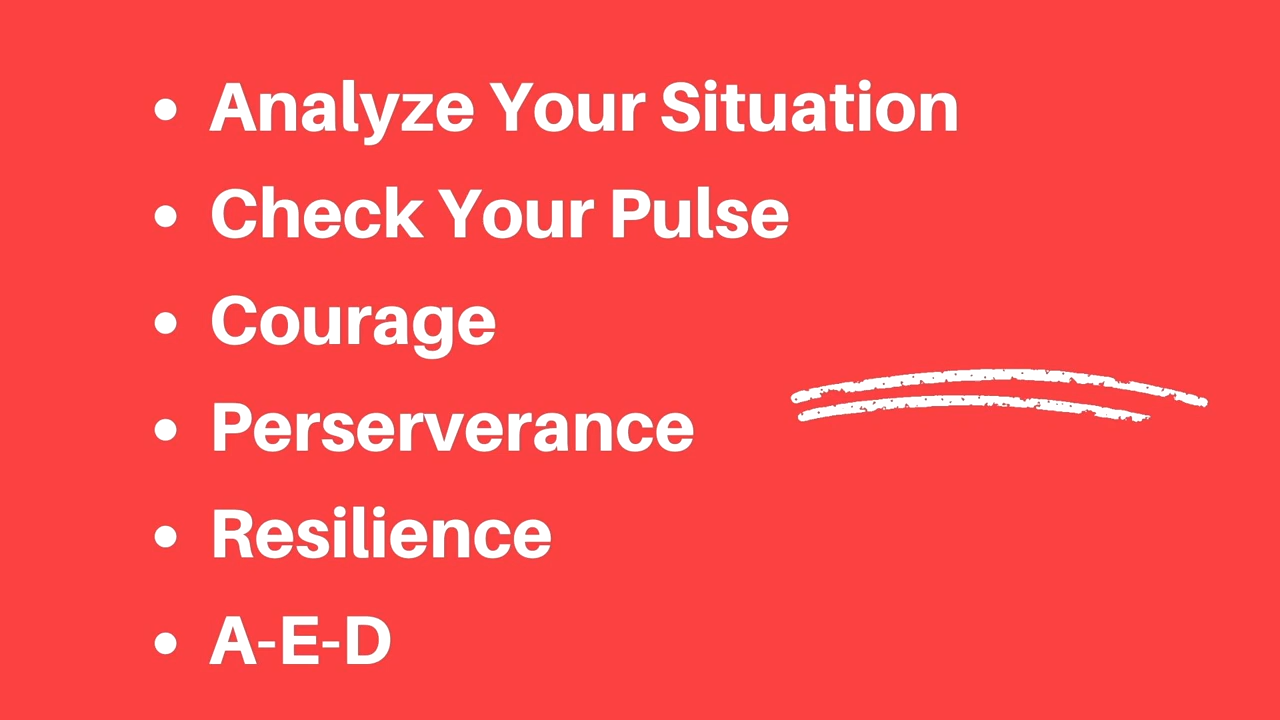 • Analyze Your Situation
• Check Your Pulse
• Courage
• Perserverance
• Resilience
• A-E-D